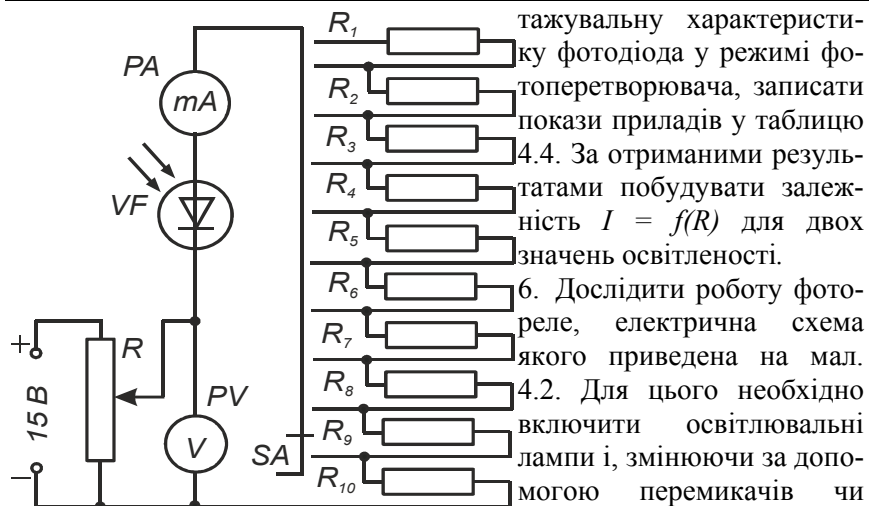 тажувальну характеристи-
ку фотодіода у режимі фо-
топеретворювача, записати
покази приладів у таблицю
4.4. За отриманими резуль-
татами побудувати залеж-
ність I = f(R) для двох
значень освітленості.
6. Дослідити роботу фото-
реле, електрична схема
якого приведена на мал.
4.2. Для цього необхідно
включити освітлювальні
лампи і, змінюючи за допо-
могою перемикачів чи
PA
mA
VF
R
+
15 В
−
PV
V
SA
R1
R2
R3
R4
R5
R6
R7
R8
R9
R10